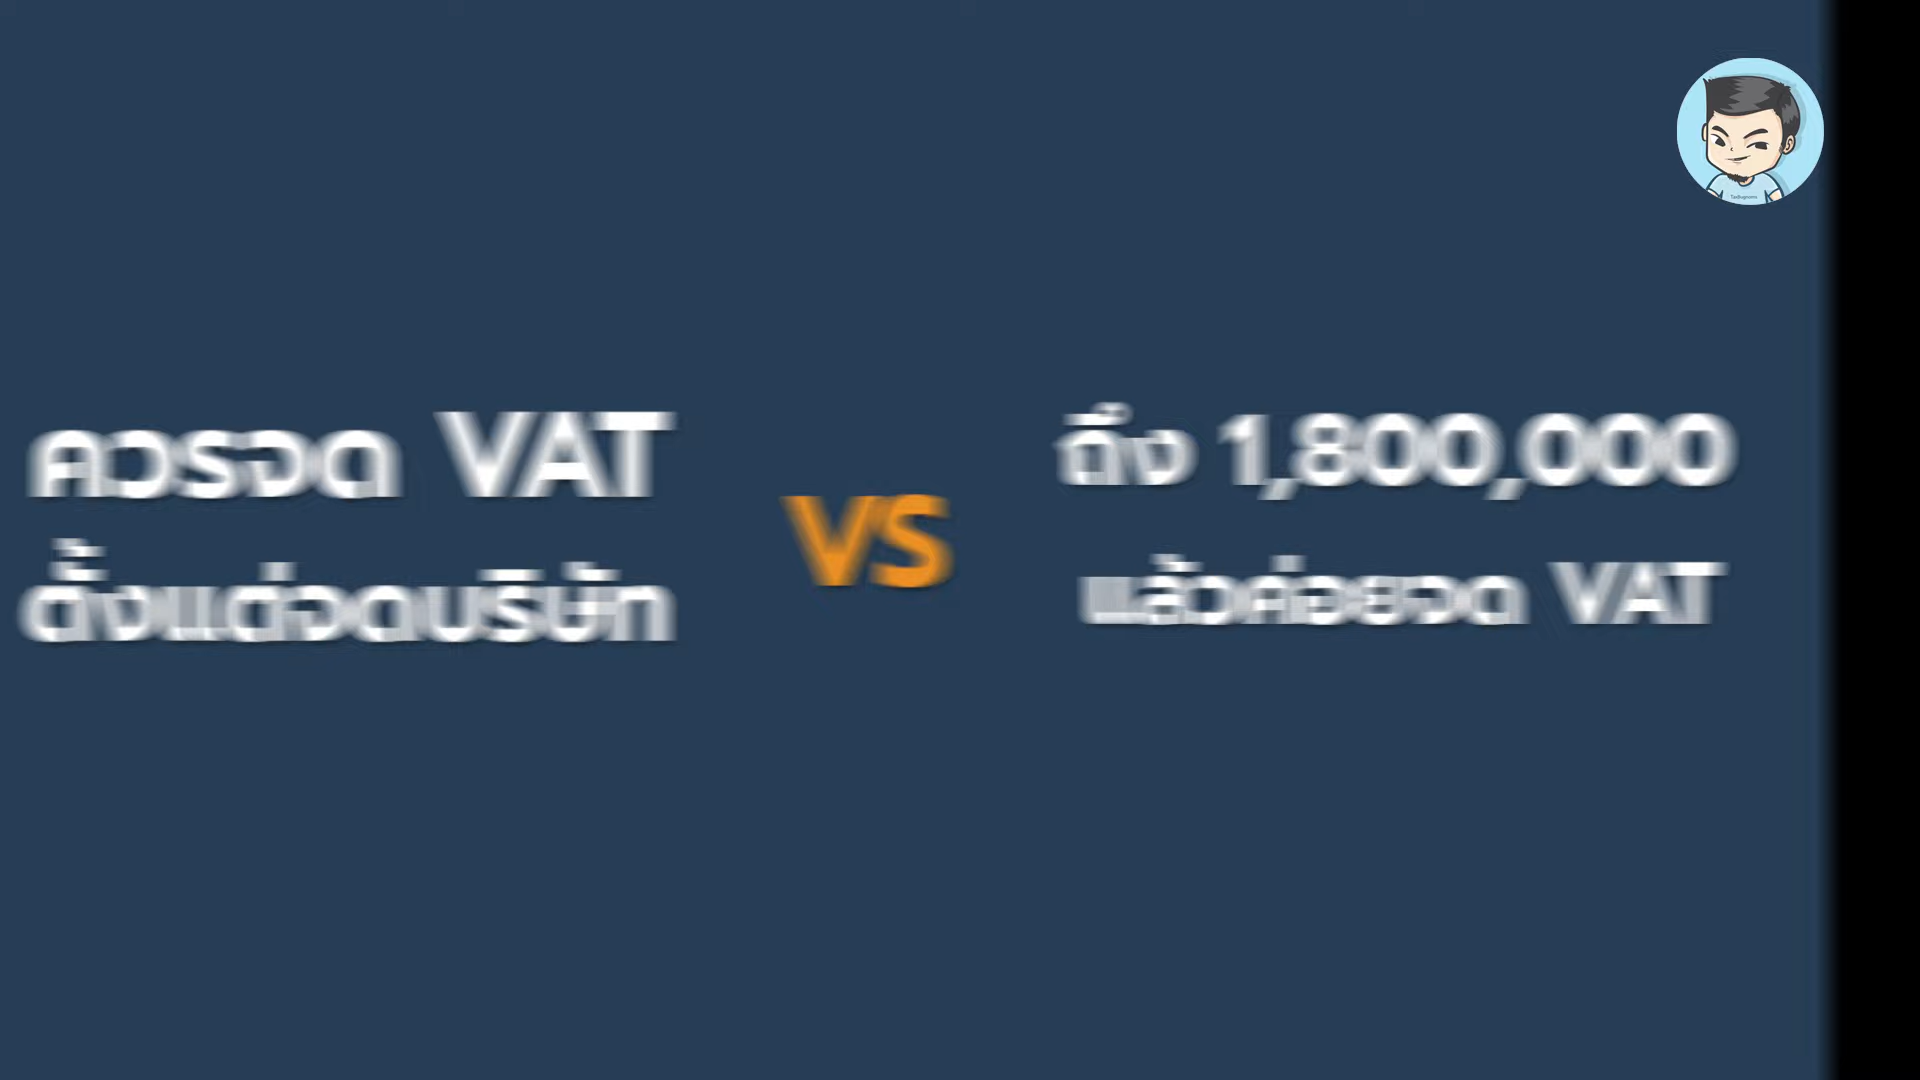 ควรจด VAT
ตั้งแต่จดบริษัท
VS
ถึง 1,800,000
แล้วค่อยจด VAT